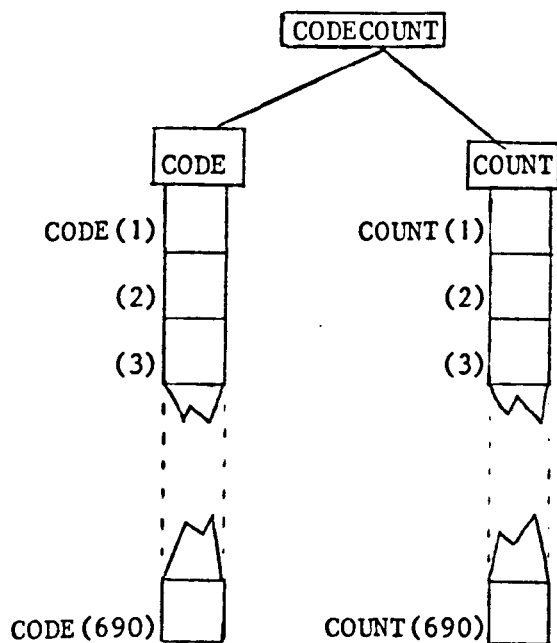 CODECOUNT
CODE COUNT
CODE(1) COUNT(1)
(2) (2)
(3) (3)
CODE(690) COUNT(690)